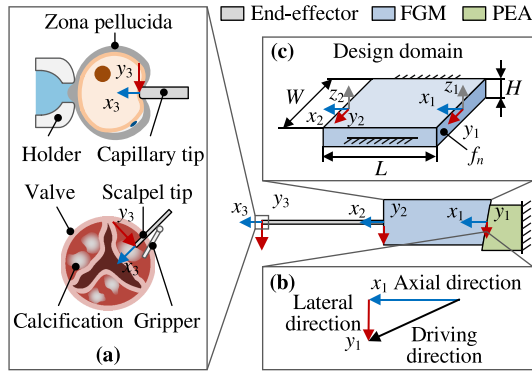 End-effector FGM PEA
Zona pellucida
y3
x3
Holder Capillary tip
Valve Scalpel tip
y3
x3
Calcification Gripper
(a)
(c) Design domain
W z2 z1 H
x2 y2 x1 y1
fn
L
x3 y3 x2 y2 x1 y1
(b)
x1 Axial direction
Lateral
direction
y1 Driving
direction